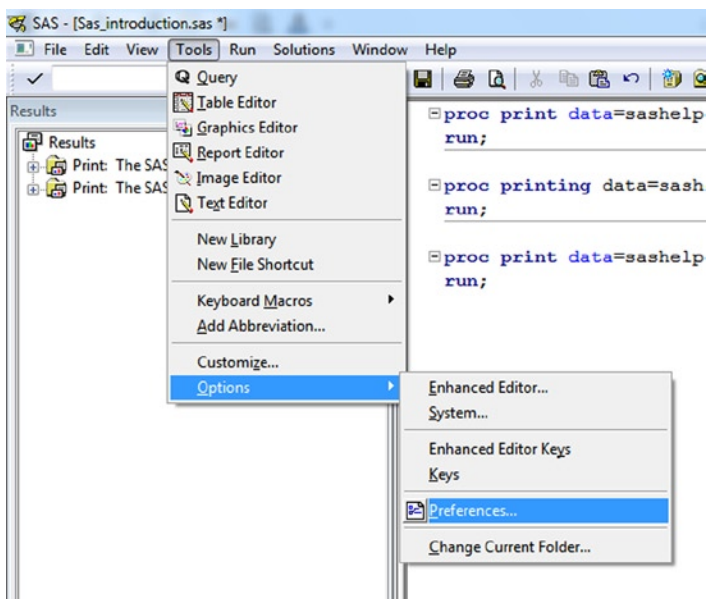 SAS - [Sas_introduction.sas *]
File Edit View Tools Run Solutions Window Help
Results
Results
Print: The SAS
Print: The SAS
Query
Table Editor
Graphics Editor
Report Editor
Image Editor
Text Editor
New Library
New File Shortcut
Keyboard Macros
Add Abbreviation...
Customize...
Options
Enhanced Editor...
System...
Enhanced Editor Keys
Keys
Preferences...
Change Current Folder...
proc print data=sashelp
run;
proc printing data=sash
run;
proc print data=sashelp
run;